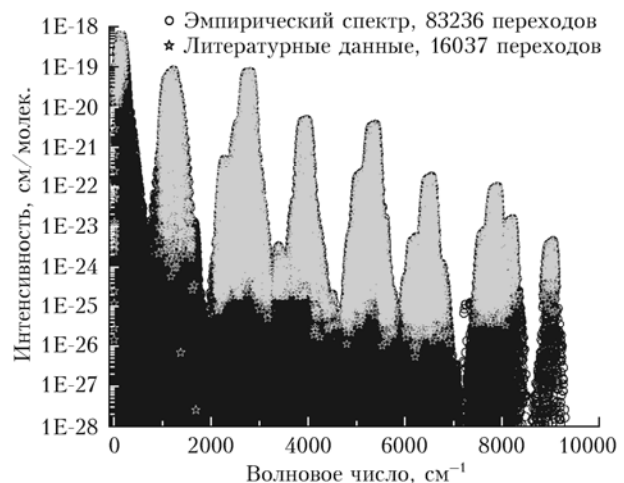 ○ Эмпирический спектр, 83236 переходов
☆ Литературные данные, 16037 переходов
Интенсивность, см/молек.
1E-18
1E-19
1E-20
1E-21
1E-22
1E-23
1E-24
1E-25
1E-26
1E-27
1E-28
0 2000 4000 6000 8000 10000
Волновое число, см⁻¹